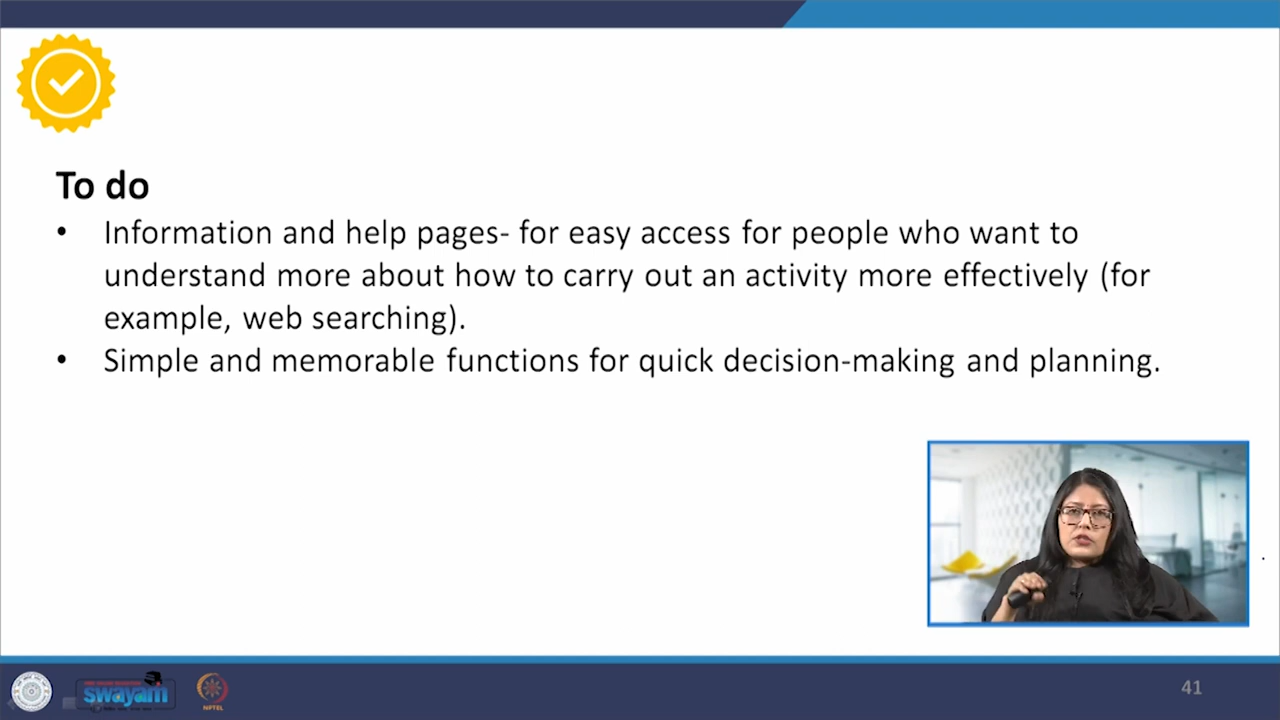 To do
• Information and help pages- for easy access for people who want to
understand more about how to carry out an activity more effectively (for
example, web searching).
• Simple and memorable functions for quick decision-making and planning.
swayam
NPTEL
41